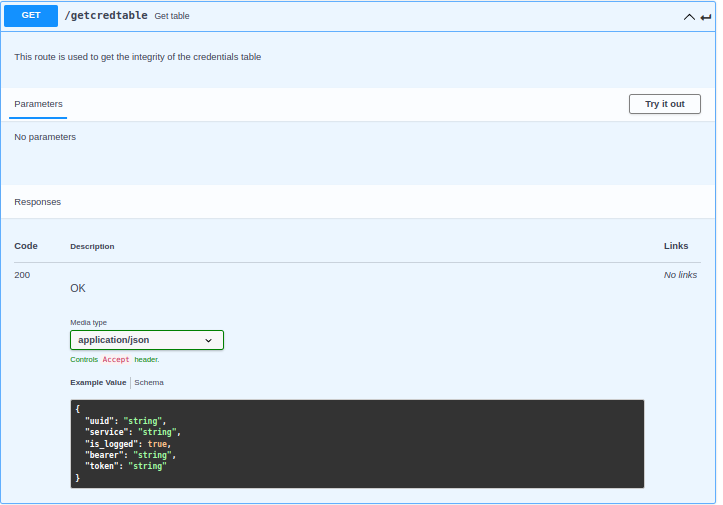 GET /getcredtable Get table
This route is used to get the integrity of the credentials table
Parameters Try it out
No parameters
Responses
Code Description Links
200 No links
OK
Media type
application/json
Controls Accept header.
Example Value Schema
{
"uuid": "string",
"service": "string",
"is_logged": true,
"bearer": "string",
"token": "string"
}